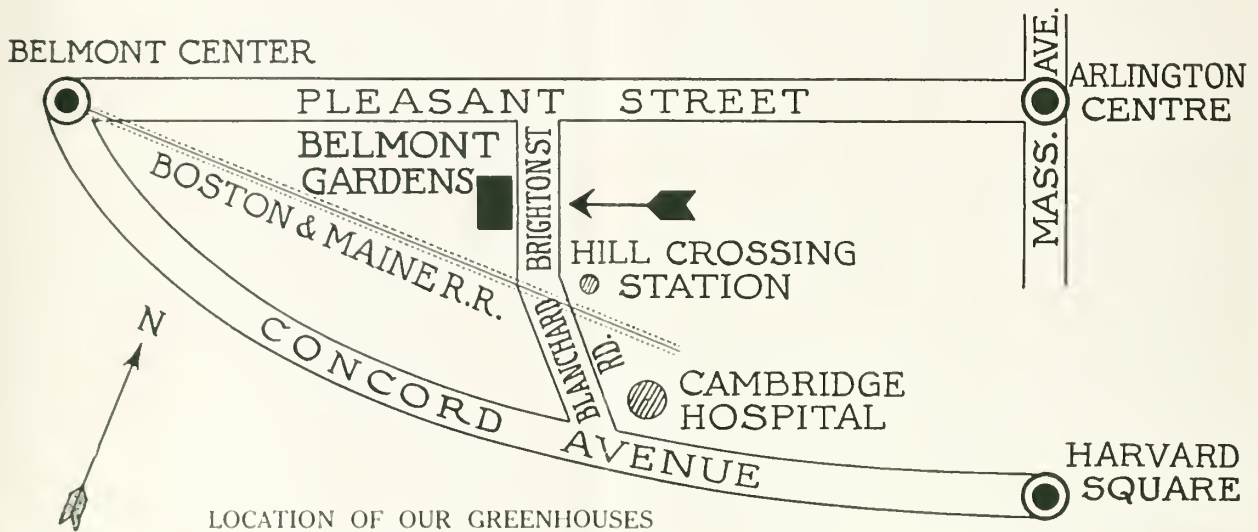 BELMONT CENTER
PLEASANT STREET
MASS. AVE.
ARLINGTON
CENTRE
BELMONT
GARDENS
BRIGHTON ST
BOSTON & MAINE R.R.
HILL CROSSING
STATION
BLANCHARD RD.
CAMBRIDGE
HOSPITAL
N
CONCORD AVENUE
HARVARD
SQUARE
LOCATION OF OUR GREENHOUSES